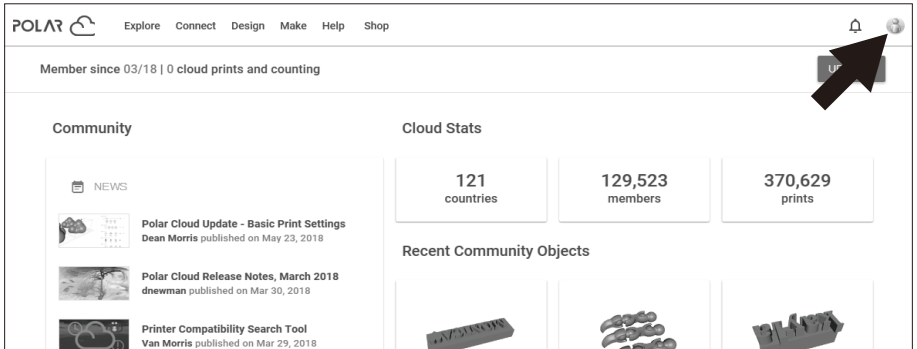 POLAR
Explore Connect Design Make Help Shop
Member since 03/18 | 0 cloud prints and counting
Community
Cloud Stats
NEWS
121
countries
129,523
members
370,629
prints
Polar Cloud Update - Basic Print Settings
Dean Morris published on May 23, 2018
Recent Community Objects
Polar Cloud Release Notes, March 2018
dnewman published on Mar 30, 2018
Printer Compatibility Search Tool
Van Morris published on Mar 29, 2018